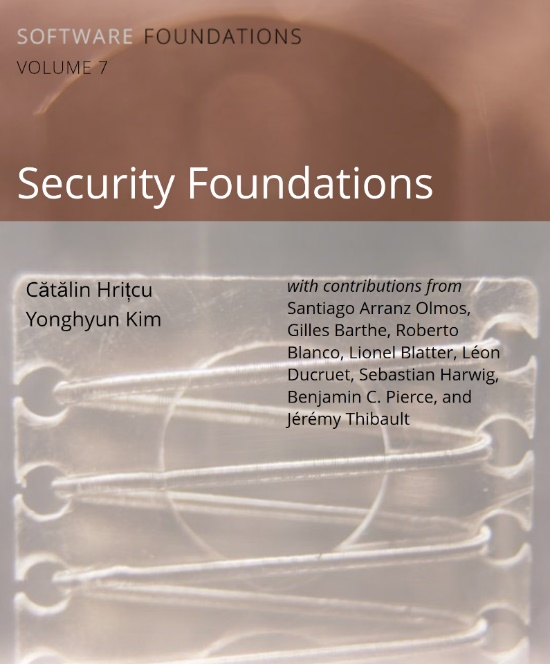 SOFTWARE FOUNDATIONS
VOLUME 7
Security Foundations
Cătălin Hrițcu
Yonghyun Kim
with contributions from
Santiago Arranz Olmos,
Gilles Barthe, Roberto
Blanco, Lionel Blatter, Léon
Ducruet, Sebastian Harwig,
Benjamin C. Pierce, and
Jérémy Thibault